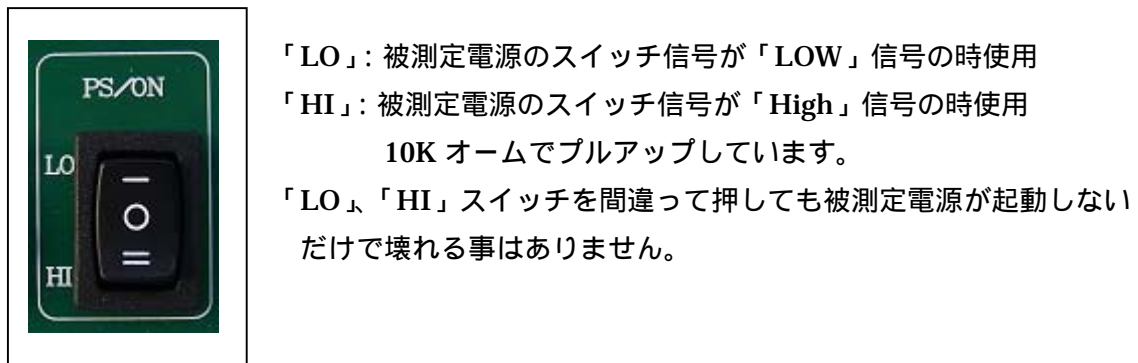 PS/ON
LO
HI
「LO」：被測定電源のスイッチ信号が「LOW」信号の時使用
「HI」：被測定電源のスイッチ信号が「High」信号の時使用
10K オームでプルアップしています。
「LO」、「HI」スイッチを間違って押しても被測定電源が起動しない
だけで壊れる事はありません。